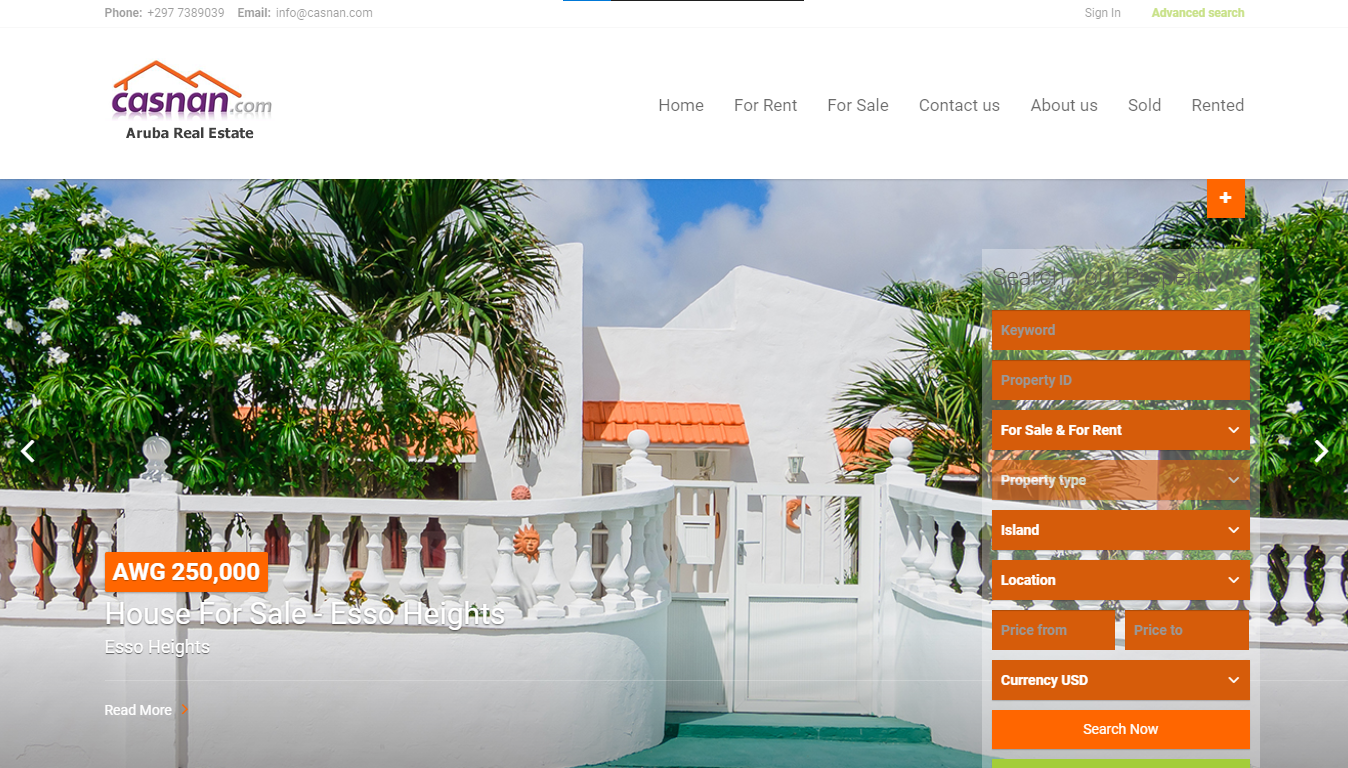 Phone: +297 7389039 Email: info@casnan.com
Sign In Advanced search
casnan.com
Aruba Real Estate
Home For Rent For Sale Contact us About us Sold Rented
+
Search Your Property
Keyword
Property ID
For Sale & For Rent
Property type
Island
Location
Price from Price to
Currency USD
Search Now
AWG 250,000
House For Sale - Esso Heights
Esso Heights
Read More